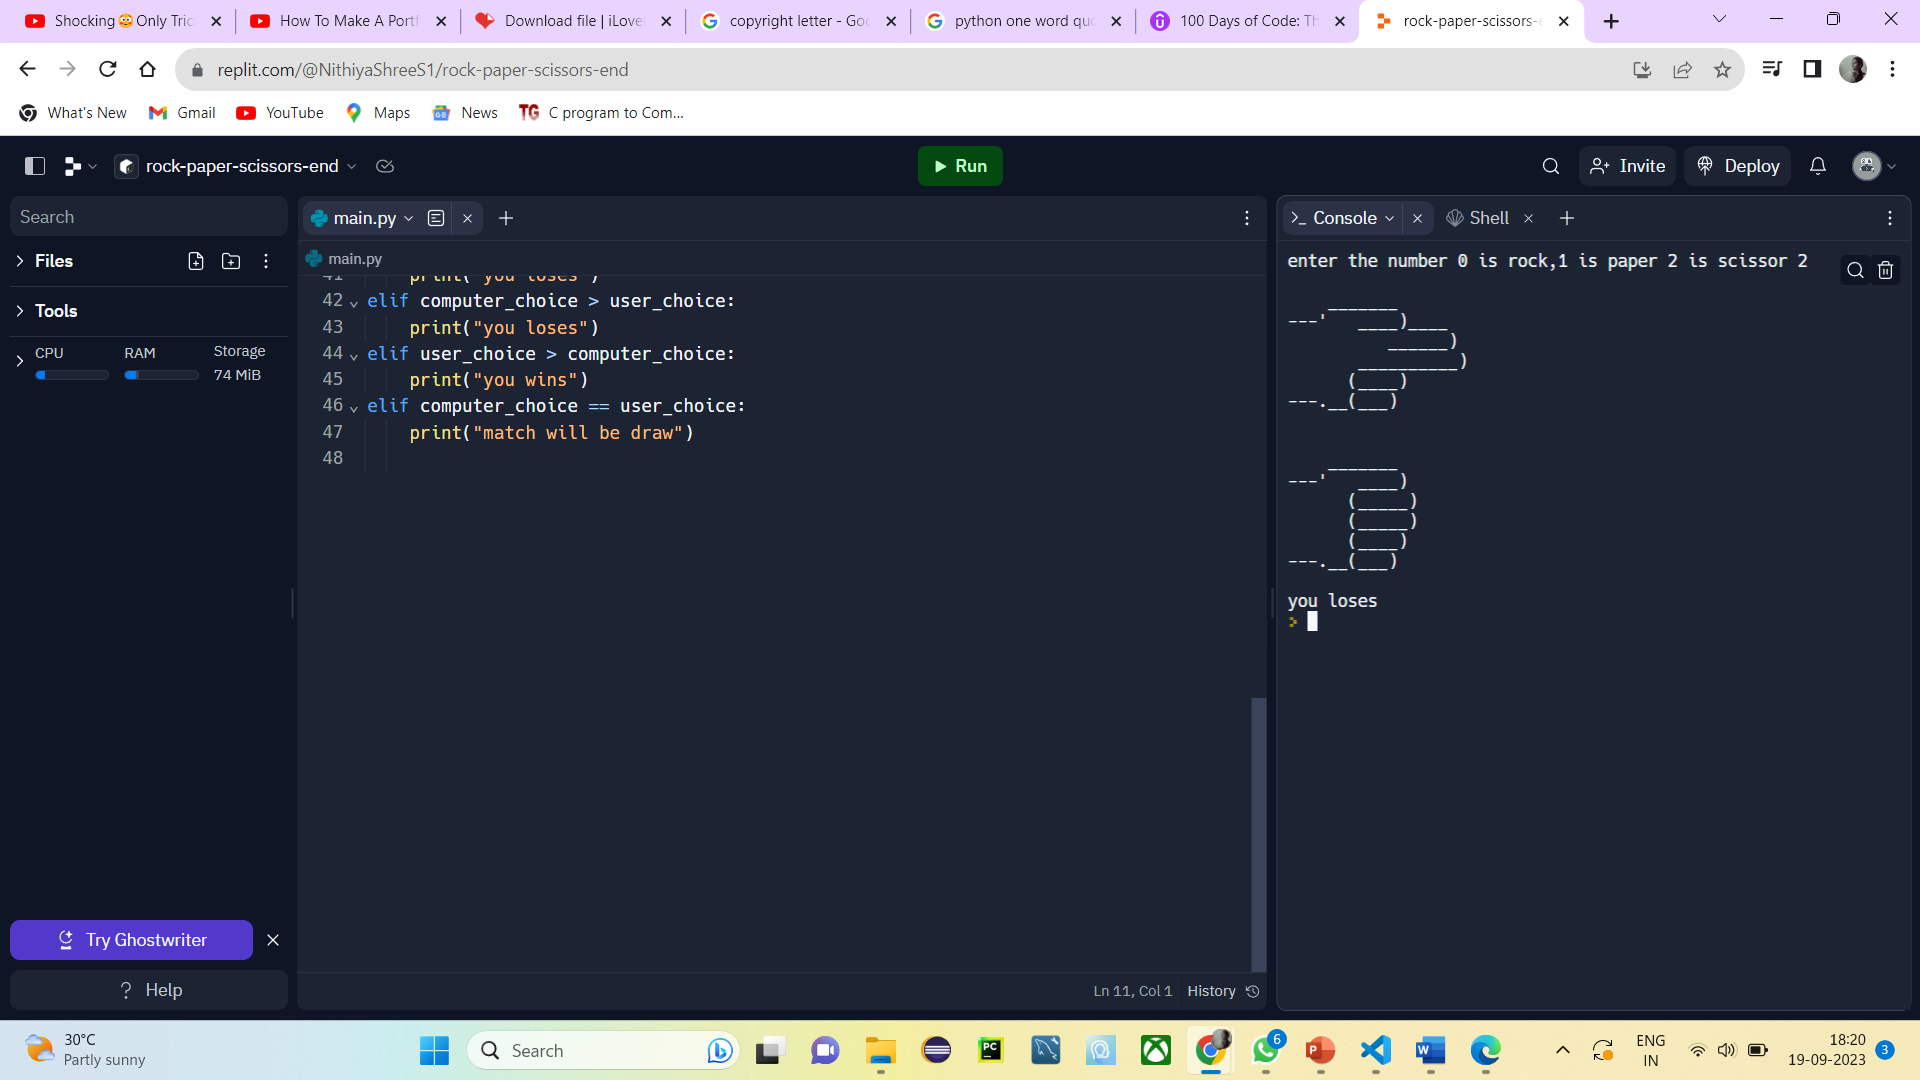 Shocking😳Only Tric
How To Make A Portf
Download file | iLove
copyright letter - Goo
python one word quo
100 Days of Code: Th
rock-paper-scissors-e
replit.com/@NithiyaShreeS1/rock-paper-scissors-end
What's New
Gmail
YouTube
Maps
News
TG C program to Com...
rock-paper-scissors-end
Run
Invite
Deploy
Search
Files
Tools
CPU
RAM
Storage
74 MiB
main.py
main.py
41 print("you loses")
42 elif computer_choice > user_choice:
43 print("you loses")
44 elif user_choice > computer_choice:
45 print("you wins")
46 elif computer_choice == user_choice:
47 print("match will be draw")
48
Ln 11, Col 1 History
>_ Console
Shell
enter the number 0 is rock,1 is paper 2 is scissor 2
    _______
---'   ____)____
          ______)
       __________)
      (____)
---.__(___)
    _______
---'   ____)
      (_____)
      (_____)
      (____)
---.__(___)
you loses
>
Try Ghostwriter
? Help
30°C
Partly sunny
Search
PC
6
P
W
ENG
IN
18:20
19-09-2023
3